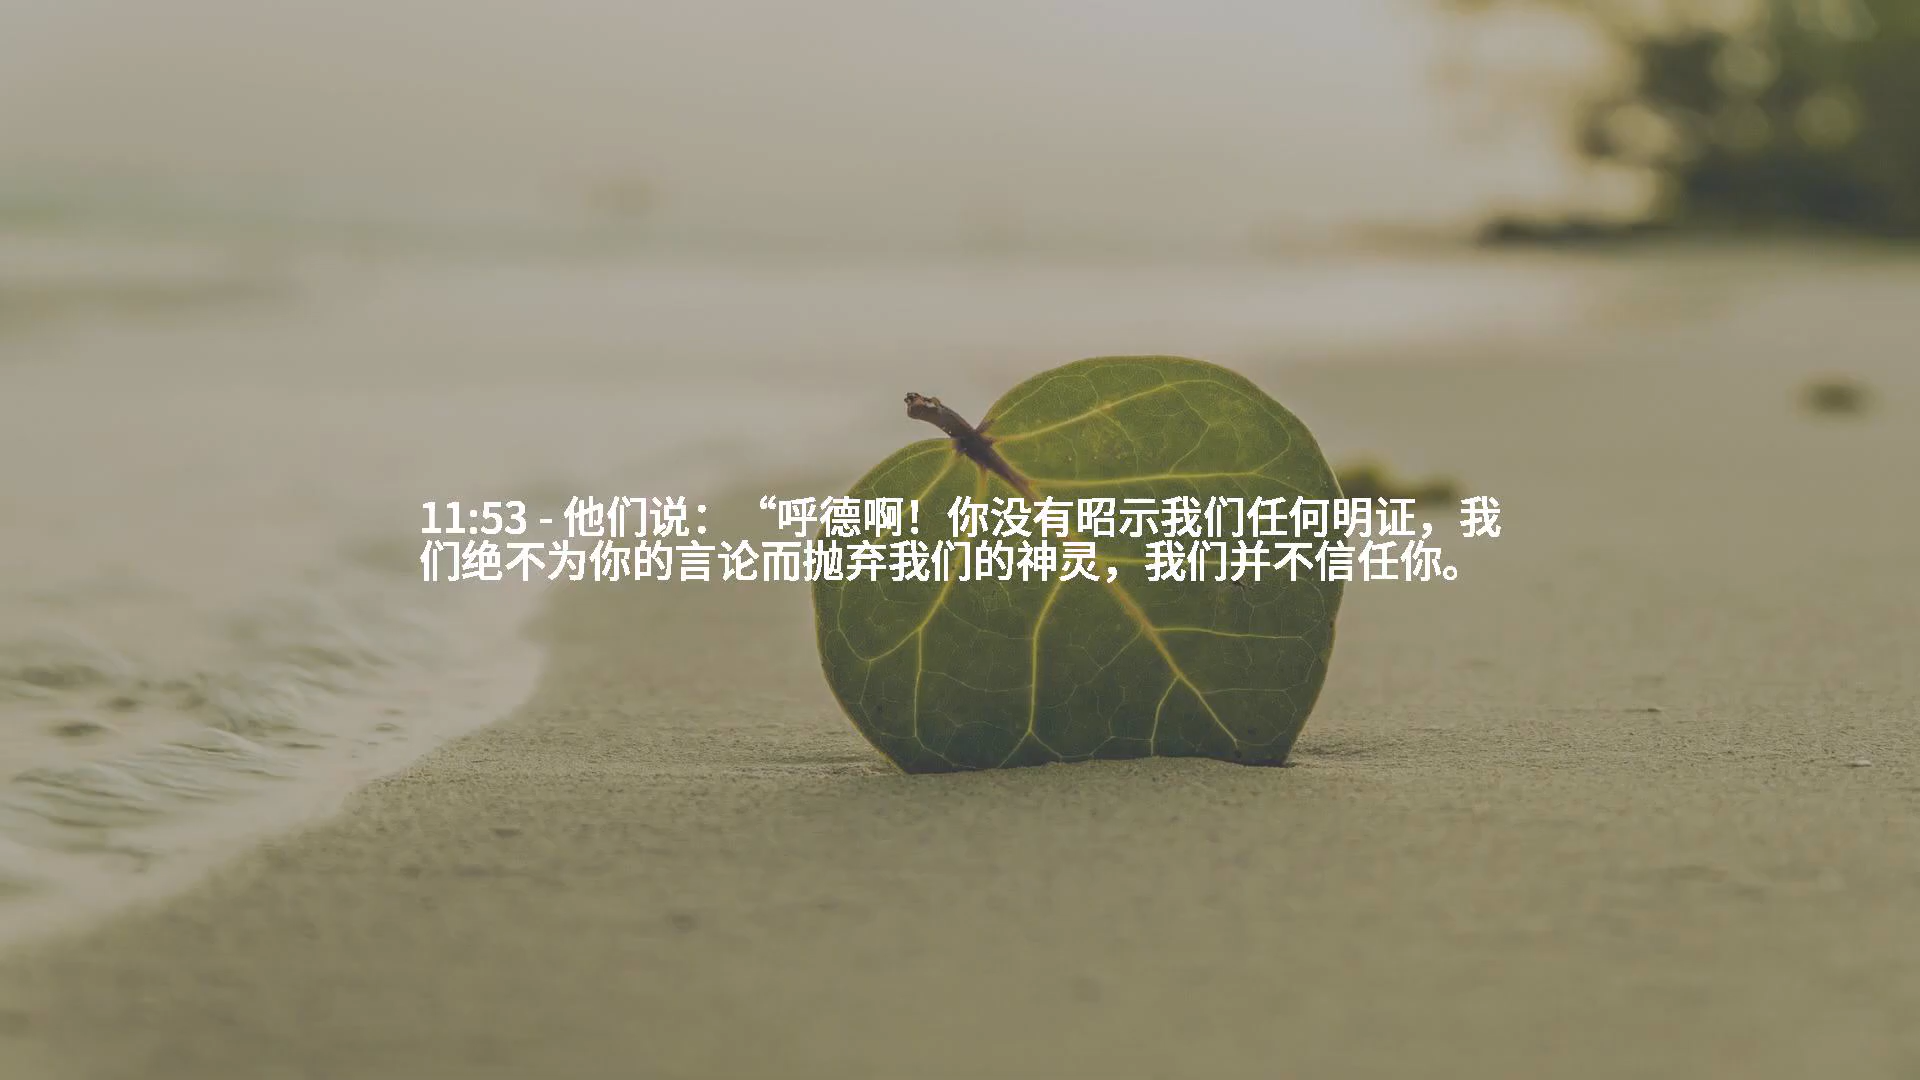 11:53 - 他们说：“呼德啊！你没有昭示我们任何明证，我
们绝不为你的言论而抛弃我们的神灵，我们并不信任你。